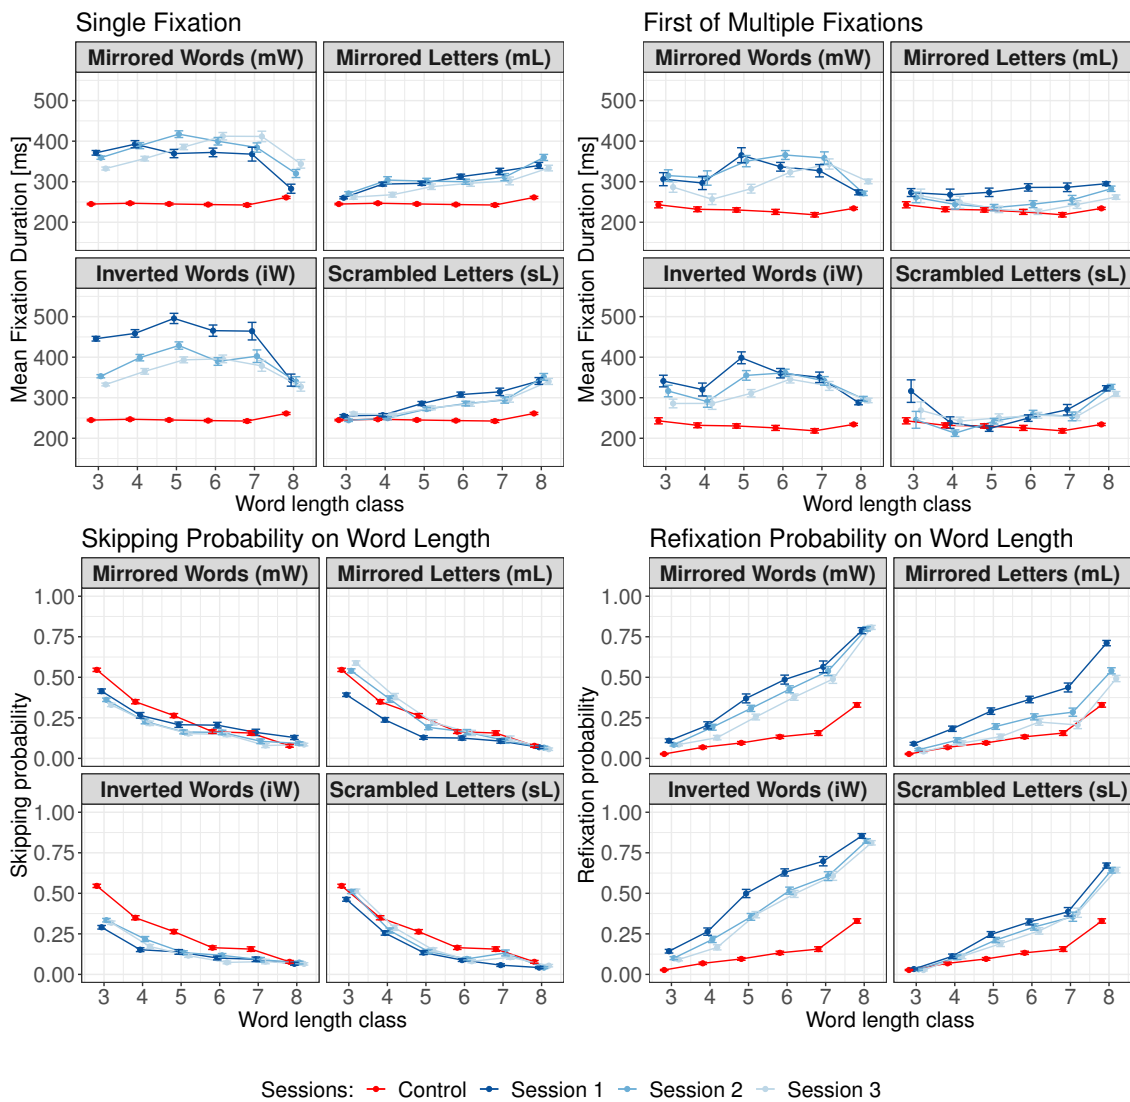 Single Fixation
Mirrored Words (mW)
Mirrored Letters (mL)
Inverted Words (iW)
Scrambled Letters (sL)
Mean Fixation Duration [ms]
500
400
300
200
500
400
300
200
3 4 5 6 7 8
3 4 5 6 7 8
Word length class
First of Multiple Fixations
Mirrored Words (mW)
Mirrored Letters (mL)
Inverted Words (iW)
Scrambled Letters (sL)
Mean Fixation Duration [ms]
500
400
300
200
500
400
300
200
3 4 5 6 7 8
3 4 5 6 7 8
Word length class
Skipping Probability on Word Length
Mirrored Words (mW)
Mirrored Letters (mL)
Inverted Words (iW)
Scrambled Letters (sL)
Skipping probability
1.00
0.75
0.50
0.25
0.00
1.00
0.75
0.50
0.25
0.00
3 4 5 6 7 8
3 4 5 6 7 8
Word length class
Refixation Probability on Word Length
Mirrored Words (mW)
Mirrored Letters (mL)
Inverted Words (iW)
Scrambled Letters (sL)
Refixation probability
1.00
0.75
0.50
0.25
0.00
1.00
0.75
0.50
0.25
0.00
3 4 5 6 7 8
3 4 5 6 7 8
Word length class
Sessions: Control Session 1 Session 2 Session 3